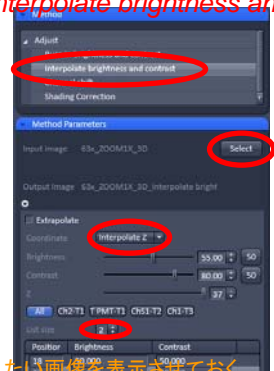 nterpolate brightness an
Method
Adjust
Interpolate brightness and contrast
Shading Correction
Method Parameters
Input image 63x_ZOOM1X_3D Select
Output Image 63x_ZOOM1X_3D_Interpolate bright
Extrapolate
Coordinate Interpolate Z
Brightness 55.00 50
Contrast 80.00 50
Z 37
All Ch2-T1 T PMT-T1 ChS1-T2 Ch1-T3
List size 2
Position Brightness Contrast
18 50.000 50.000
たい画像を表示させておく